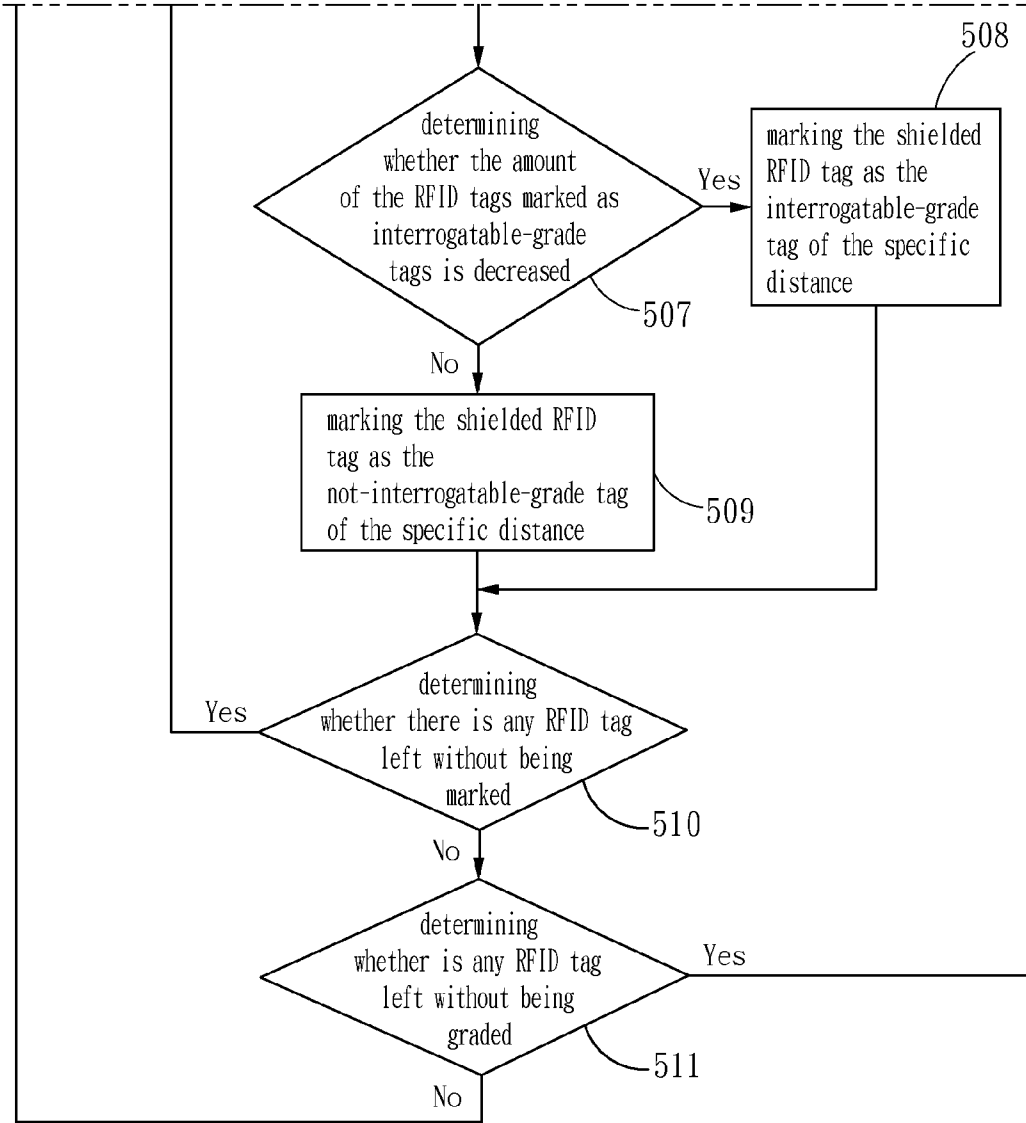 508
determining
whether the amount
of the RFID tags marked as
interrogatable-grade
tags is decreased
Yes
marking the shielded
RFID tag as the
interrogatable-grade
tag of the specific
distance
507
No
marking the shielded RFID
tag as the
not-interrogatable-grade tag
of the specific distance
509
determining
whether there is any RFID tag
left without being
marked
Yes
510
No
determining
whether is any RFID tag
left without being
graded
Yes
511
No